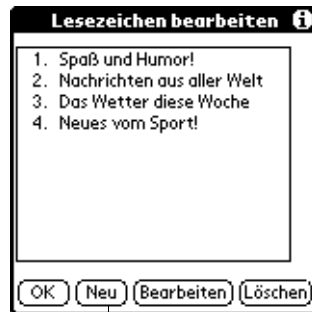 Lesezeichen bearbeiten i
1. Spaß und Humor!
2. Nachrichten aus aller Welt
3. Das Wetter diese Woche
4. Neues vom Sport!
OK Neu Bearbeiten Löschen